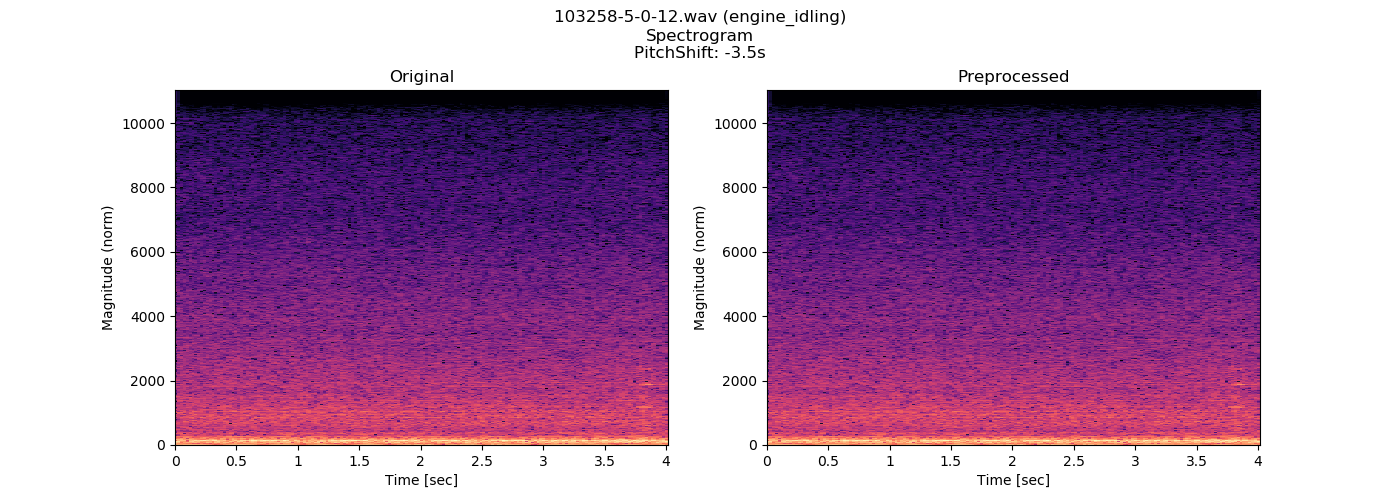 103258-5-0-12.wav (engine_idling)
Spectrogram
PitchShift: -3.5s
Original
Magnitude (norm)
10000
8000
6000
4000
2000
0
0 0.5 1 1.5 2 2.5 3 3.5 4
Time [sec]
Preprocessed
Magnitude (norm)
10000
8000
6000
4000
2000
0
0 0.5 1 1.5 2 2.5 3 3.5 4
Time [sec]